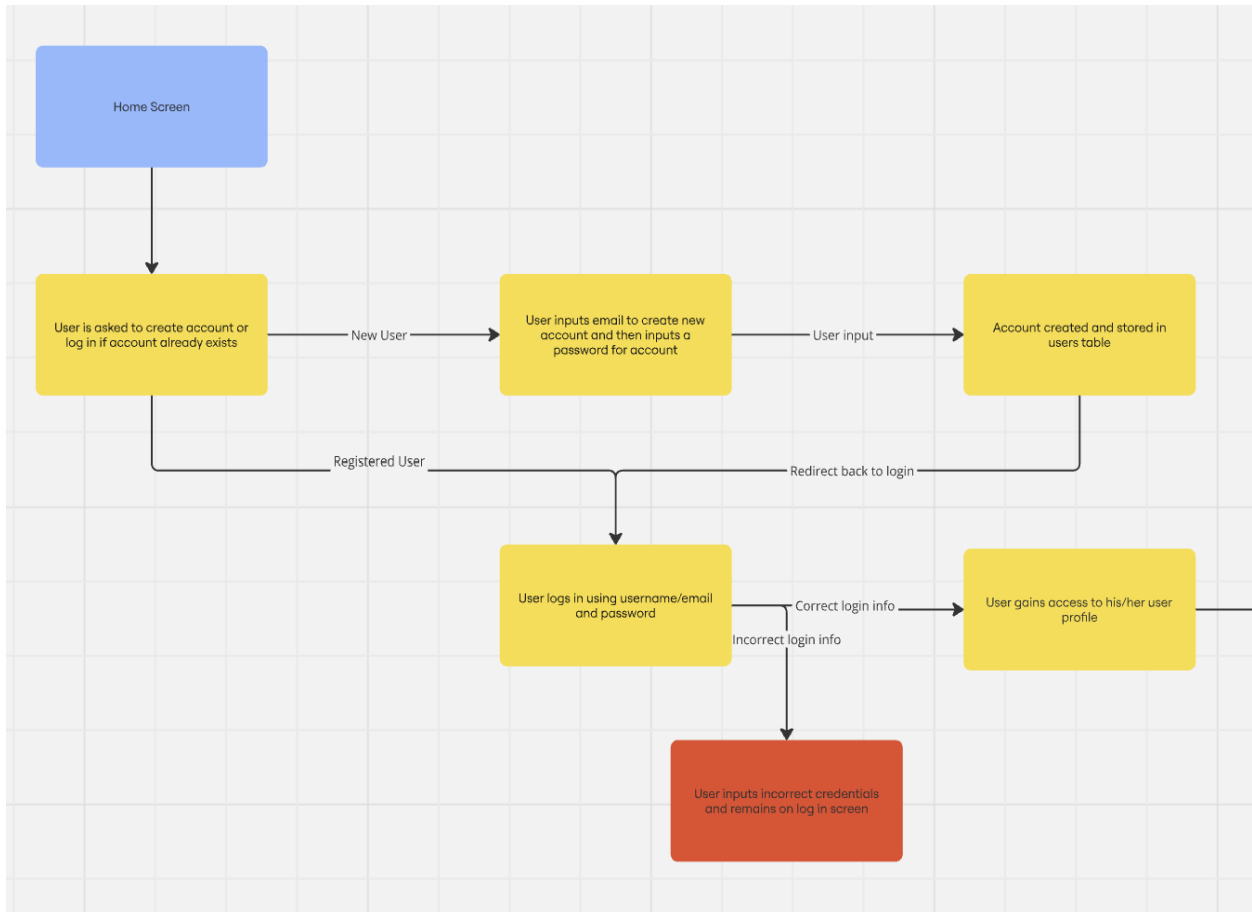 Home Screen
User is asked to create account or
log in if account already exists
New User
User inputs email to create new
account and then inputs a
password for account
User input
Account created and stored in
users table
Registered User
Redirect back to login
User logs in using username/email
and password
Correct login info
Incorrect login info
User gains access to his/her user
profile
User inputs incorrect credentials
and remains on log in screen